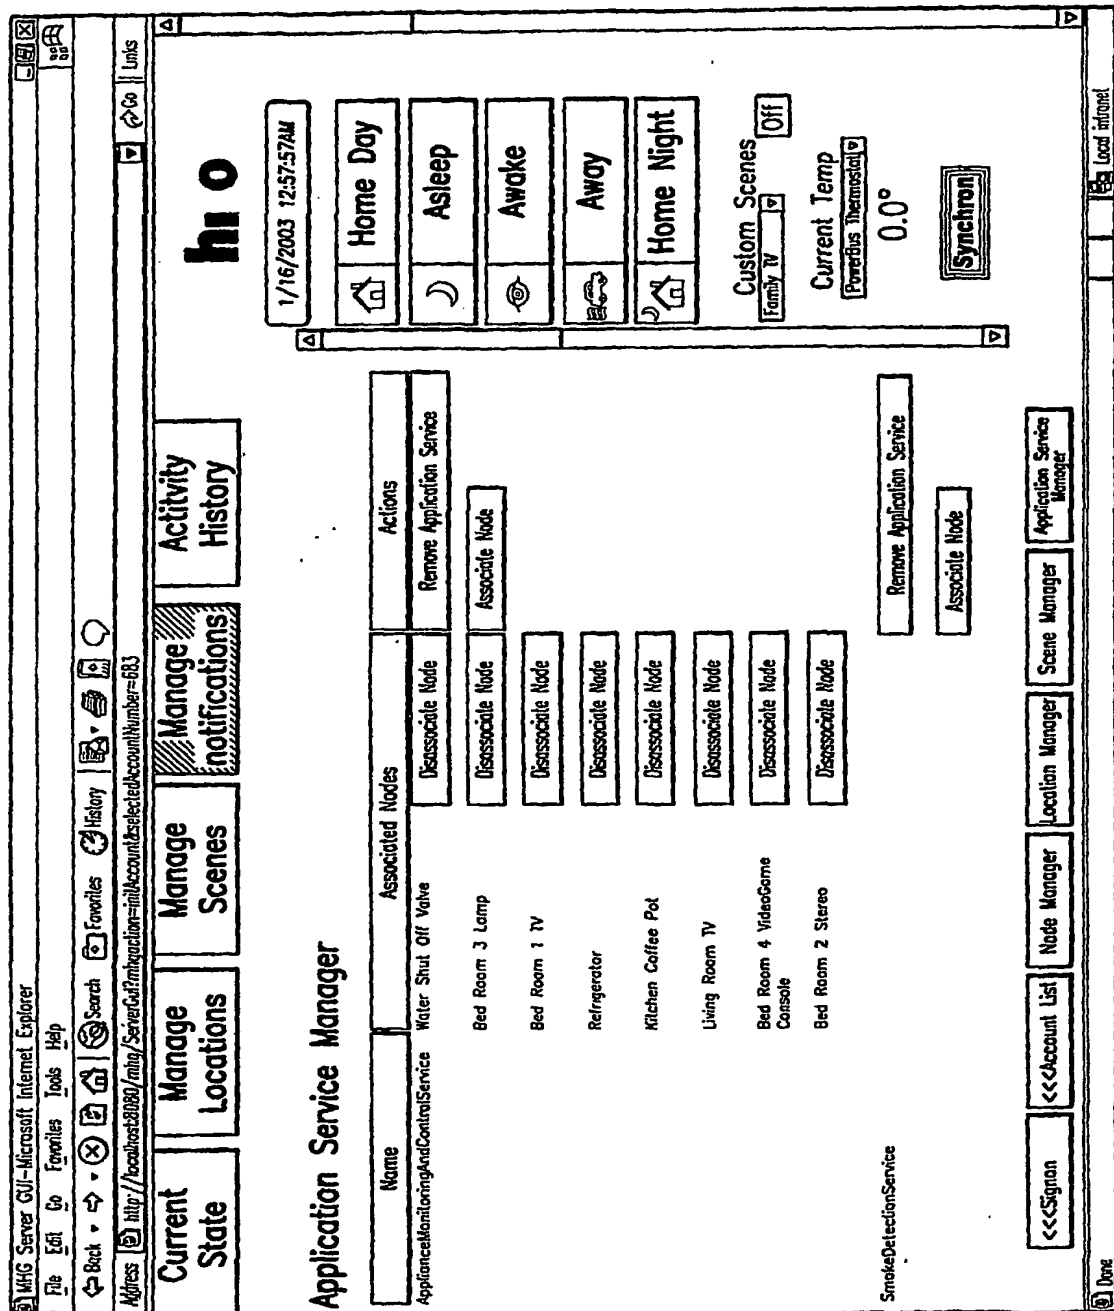 MHG Server GUI-Microsoft Internet Explorer
File Edit Go Favorites Tools Help
Back Search Favorites History
Address http://localhost:8080/mhg/ServerGui?mhgaction=initAccount&selectedAccountNumber=683 Go Links
Current State
Manage Locations
Manage Scenes
Manage notifications
Actitvity History
hi o
1/16/2003 12:57:57AM
Home Day
Asleep
Awake
Away
Home Night
Custom Scenes
Family TV Off
Current Temp
PowerBus Thermostat
0.0°
Synchron
Application Service Manager
Name Associated Nodes Actions
ApplianceMonitoringAndControlService Water Shut Off Valve Disassociate Node Remove Application Service
Bed Room 3 Lamp Disassociate Node Associate Node
Bed Room 1 TV Disassociate Node
Refrigerator Disassociate Node
Kitchen Coffee Pot Disassociate Node
Living Room TV Disassociate Node
Bed Room 4 VideoGame Console Disassociate Node
Bed Room 2 Stereo Disassociate Node
SmokeDetectionService Remove Application Service
Associate Node
<<<Signon <<<Account List Node Manager Location Manager Scene Manager Application Service Manager
Done Local intranet